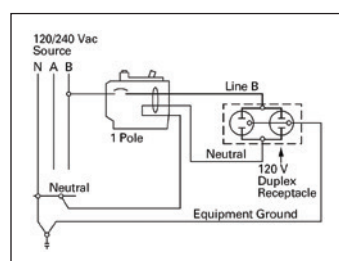 120/240 Vac
Source
N A B
Line B
1 Pole
Neutral
120 V
Duplex
Receptacle
Neutral
Equipment Ground